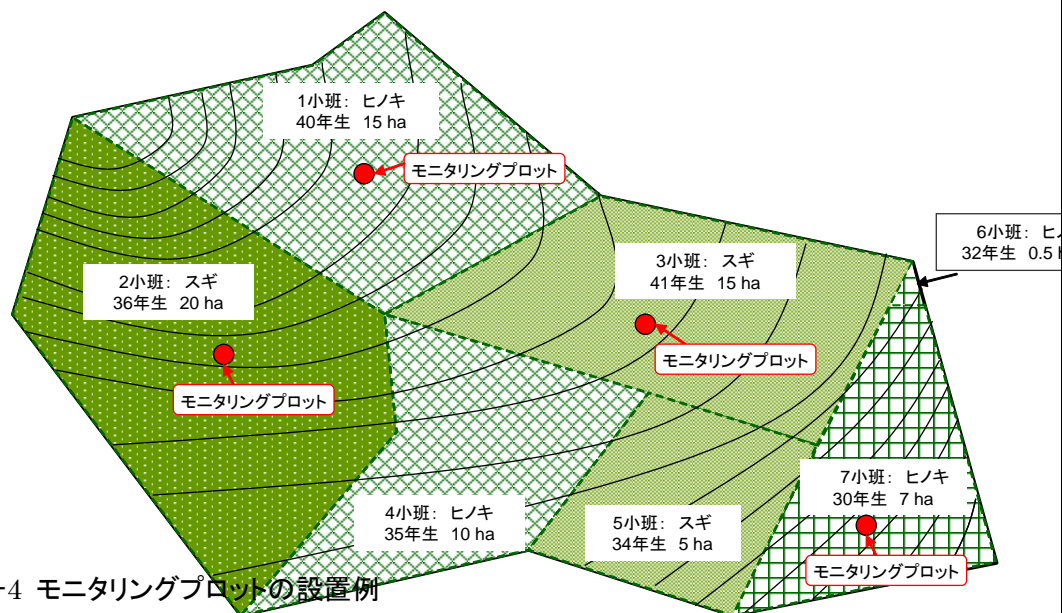 1小班: ヒノキ
40年生 15 ha
モニタリングプロット
6小班: ヒノ
32年生 0.5
3小班: スギ
41年生 15 ha
2小班: スギ
36年生 20 ha
モニタリングプロット
モニタリングプロット
7小班: ヒノキ
30年生 7 ha
4小班: ヒノキ
35年生 10 ha
5小班: スギ
34年生 5 ha
モニタリングプロット
-4 モニタリングプロットの設置例